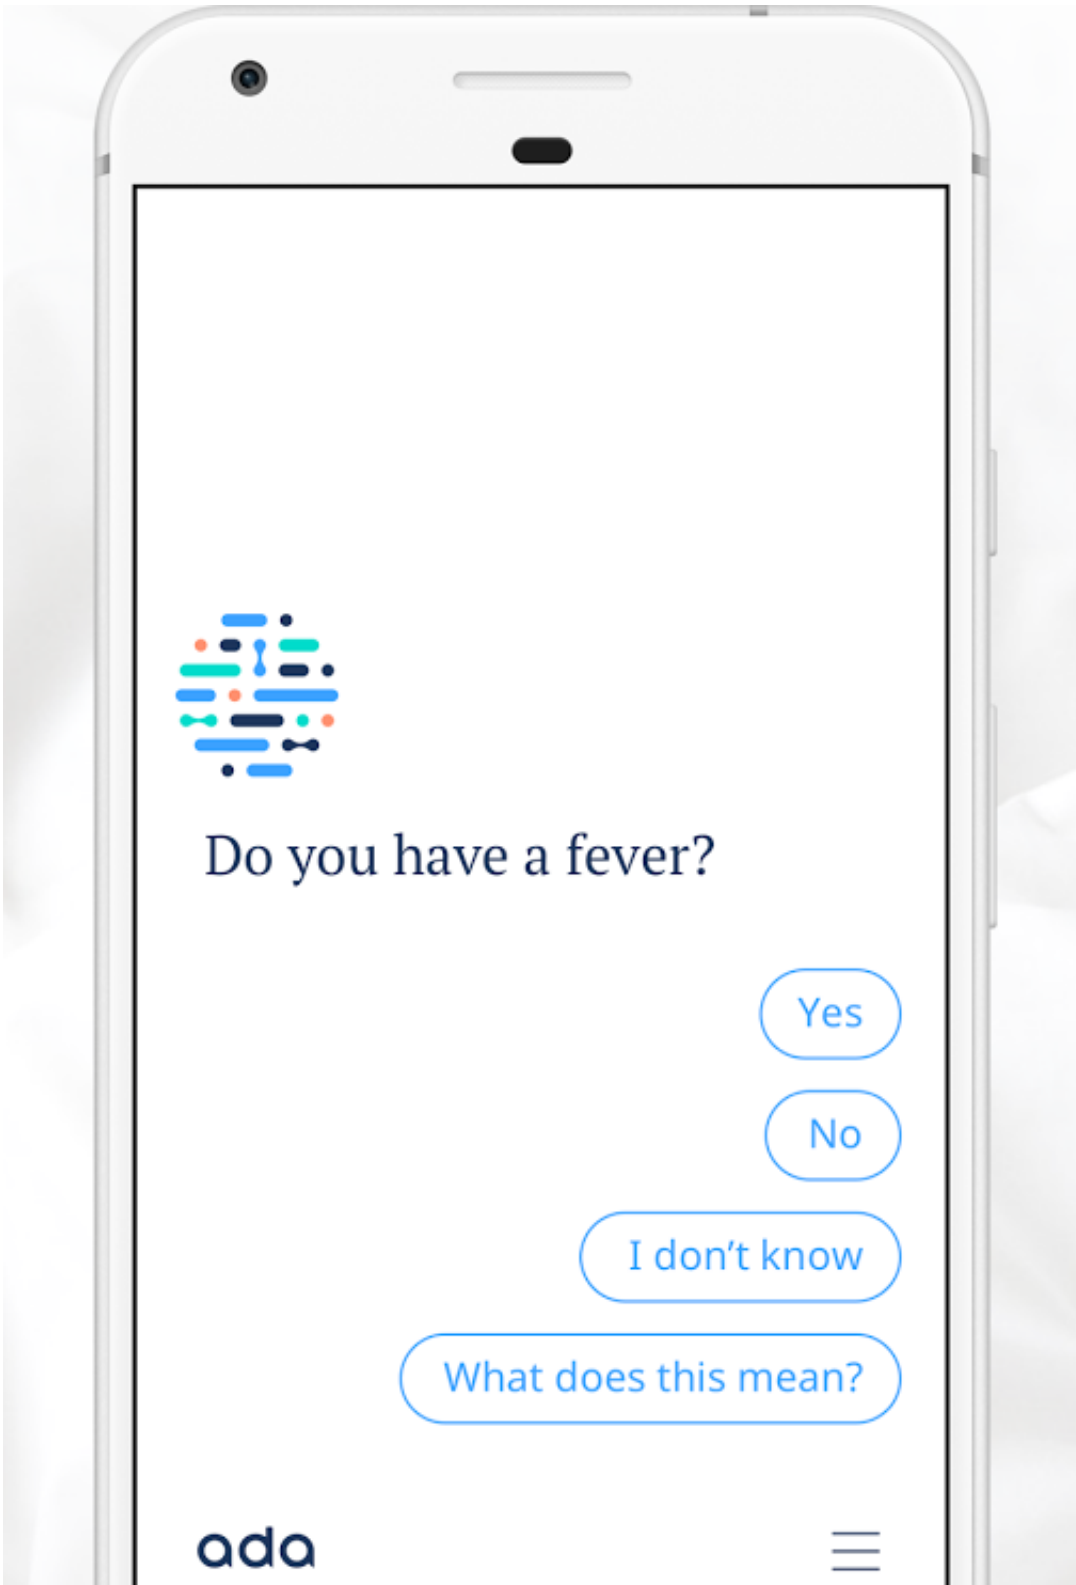 Do you have a fever?
Yes
No
I don’t know
What does this mean?
ada